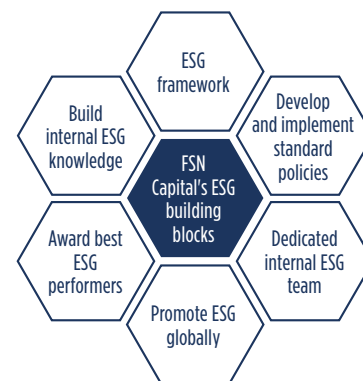 ESG
framework
Build
internal ESG
knowledge
Develop
and implement
standard
policies
FSN
Capital's ESG
building
blocks
Award best
ESG
performers
Dedicated
internal ESG
team
Promote ESG
globally